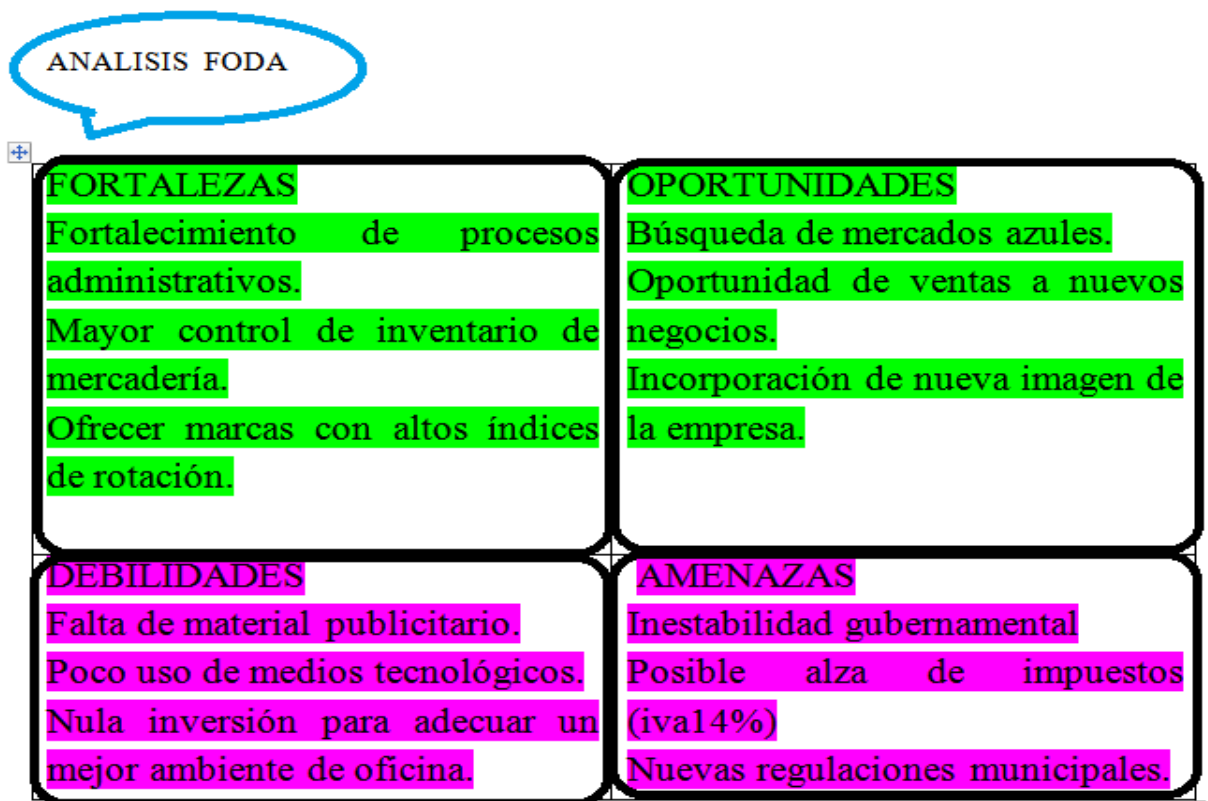 ANALISIS FODA
FORTALEZAS
Fortalecimiento de procesos
administrativos.
Mayor control de inventario de
mercadería.
Ofrecer marcas con altos índices
de rotación.
OPORTUNIDADES
Búsqueda de mercados azules.
Oportunidad de ventas a nuevos
negocios.
Incorporación de nueva imagen de
la empresa.
DEBILIDADES
Falta de material publicitario.
Poco uso de medios tecnológicos.
Nula inversión para adecuar un
mejor ambiente de oficina.
AMENAZAS
Inestabilidad gubernamental
Posible alza de impuestos
(iva14%)
Nuevas regulaciones municipales.